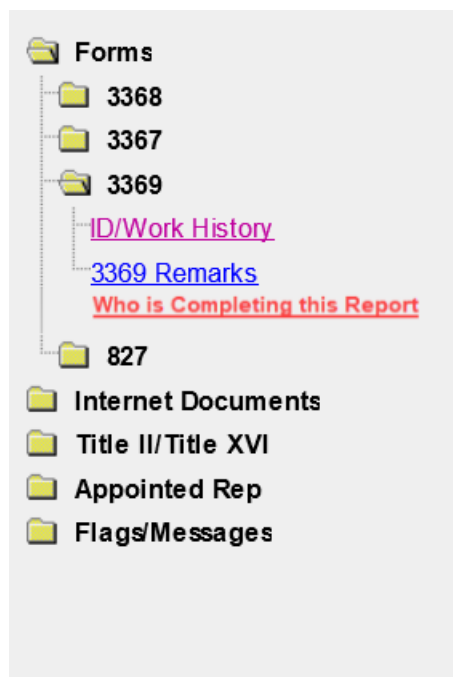 Forms
3368
3367
3369
ID/Work History
3369 Remarks
Who is Completing this Report
827
Internet Documents
Title II/Title XVI
Appointed Rep
Flags/Messages